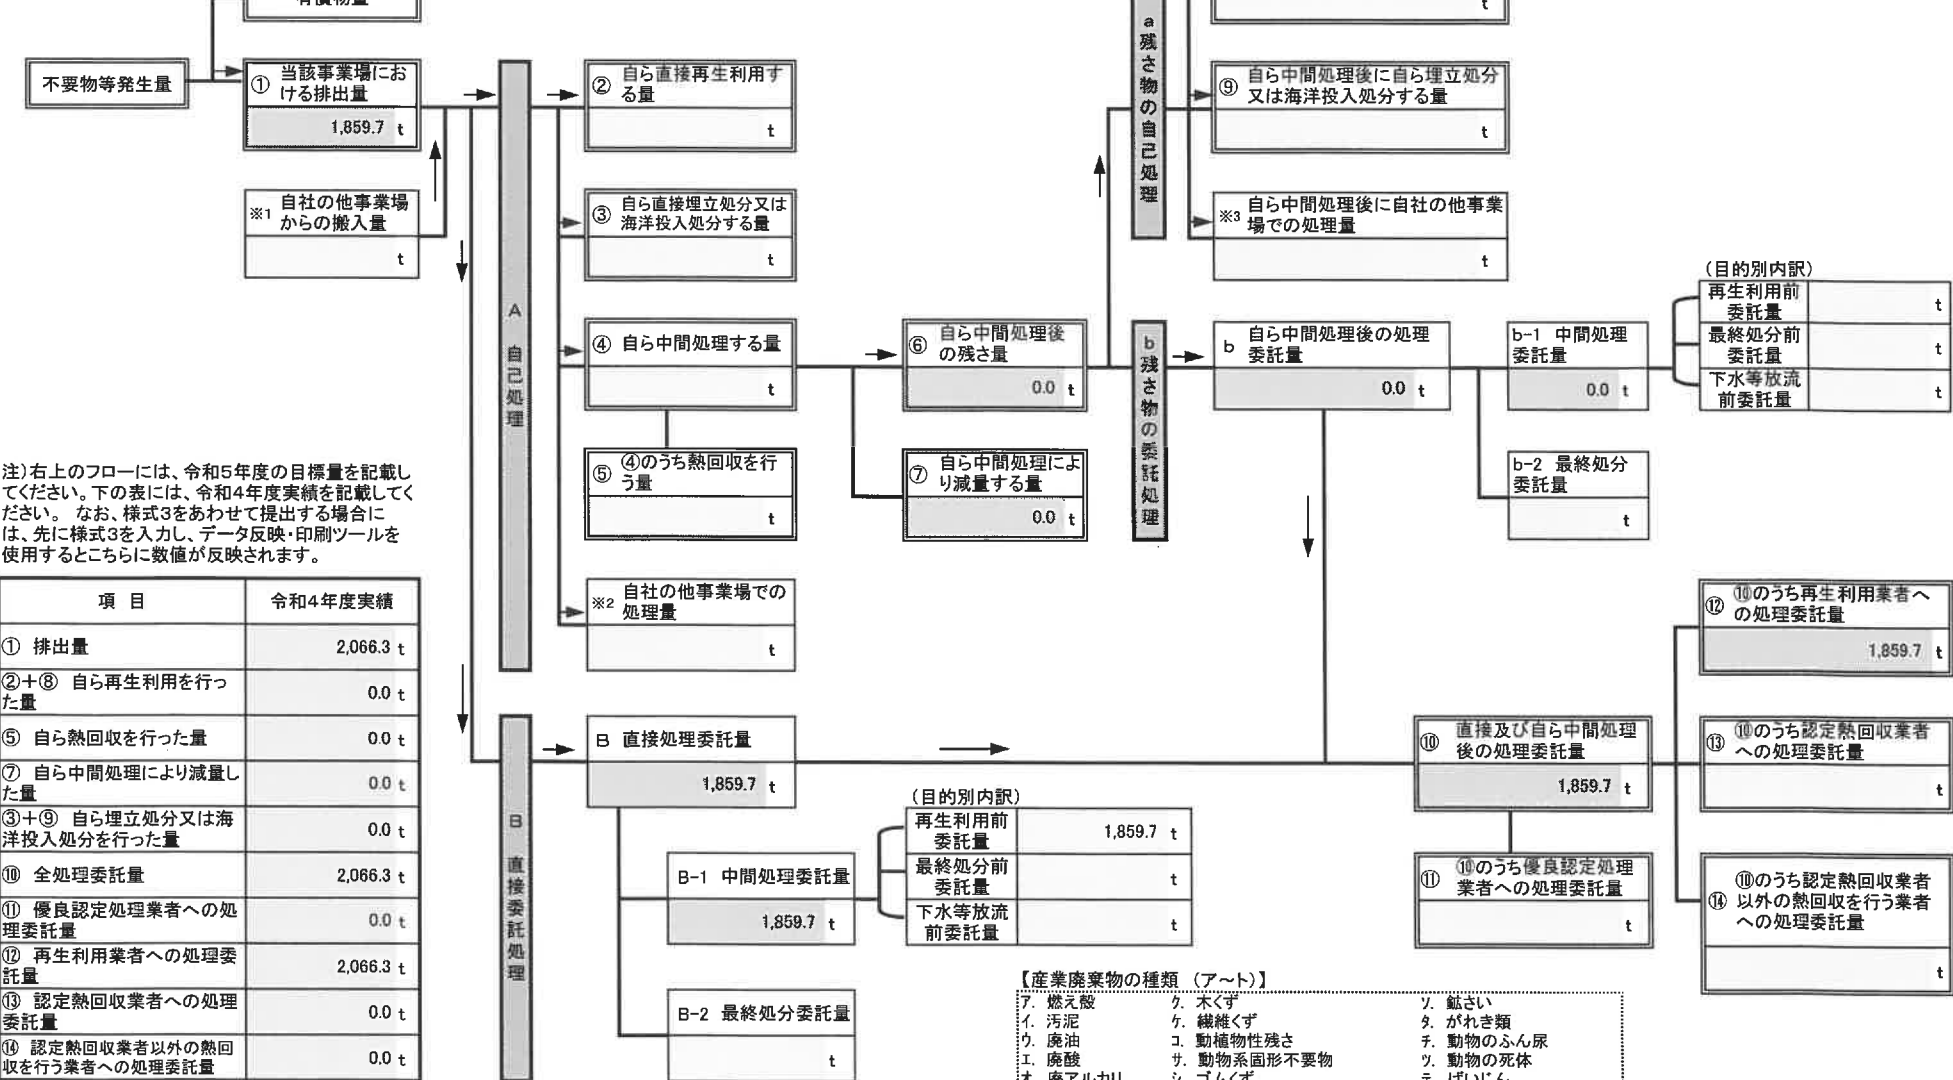 有償物量
t
a 残さ物の自己処理
不要物等発生量
① 当該事業場にお
ける排出量
1,859.7 t
② 自ら直接再生利用す
る量
t
⑨ 自ら中間処理後に自ら埋立処分
又は海洋投入処分する量
t
※1 自社の他事業場
からの搬入量
t
③ 自ら直接埋立処分又は
海洋投入処分する量
t
※3 自ら中間処理後に自社の他事業
場での処理量
t
A 自己処理
④ 自ら中間処理する量
t
⑥ 自ら中間処理後
の残さ量
0.0 t
b 残さ物の委託処理
b 自ら中間処理後の処理
委託量
0.0 t
b-1 中間処理
委託量
0.0 t
(目的別内訳)
再生利用前
委託量
t
最終処分前
委託量
t
下水等放流
前委託量
t
⑤ ④のうち熱回収を行
う量
t
⑦ 自ら中間処理によ
り減量する量
0.0 t
b-2 最終処分
委託量
t
注)右上のフローには、令和5年度の目標量を記載し
てください。下の表には、令和4年度実績を記載してく
ださい。 なお、様式3をあわせて提出する場合に
は、先に様式3を入力し、データ反映・印刷ツールを
使用するとこちらに数値が反映されます。
※2 自社の他事業場での
処理量
t
項 目 令和4年度実績
① 排出量 2,066.3 t
②+⑧ 自ら再生利用を行っ
た量 0.0 t
⑤ 自ら熱回収を行った量 0.0 t
⑦ 自ら中間処理により減量し
た量 0.0 t
③+⑨ 自ら埋立処分又は海
洋投入処分を行った量 0.0 t
⑩ 全処理委託量 2,066.3 t
⑪ 優良認定処理業者への処
理委託量 0.0 t
⑫ 再生利用業者への処理委
託量 2,066.3 t
⑬ 認定熱回収業者への処理
委託量 0.0 t
⑭ 認定熱回収業者以外の熱回
収を行う業者への処理委託量 0.0 t
B 直接委託処理
B 直接処理委託量
1,859.7 t
B-1 中間処理委託量
1,859.7 t
(目的別内訳)
再生利用前
委託量
1,859.7 t
最終処分前
委託量
t
下水等放流
前委託量
t
B-2 最終処分委託量
t
⑩ 直接及び自ら中間処理
後の処理委託量
1,859.7 t
⑪ ⑩のうち優良認定処理
業者への処理委託量
t
⑫ ⑩のうち再生利用業者へ
の処理委託量
1,859.7 t
⑬ ⑩のうち認定熱回収業者
への処理委託量
t
⑭ ⑩のうち認定熱回収業者
以外の熱回収を行う業者
への処理委託量
t
【産業廃棄物の種類 (ア～ト)】
ア. 燃え殻 ク. 木くず ソ. 鉱さい
イ. 汚泥 ケ. 繊維くず タ. がれき類
ウ. 廃油 コ. 動植物性残さ チ. 動物のふん尿
エ. 廃酸 サ. 動物系固形不要物 ツ. 動物の死体
オ. 廃アルカリ シ. ゴムくず テ. ばいじん